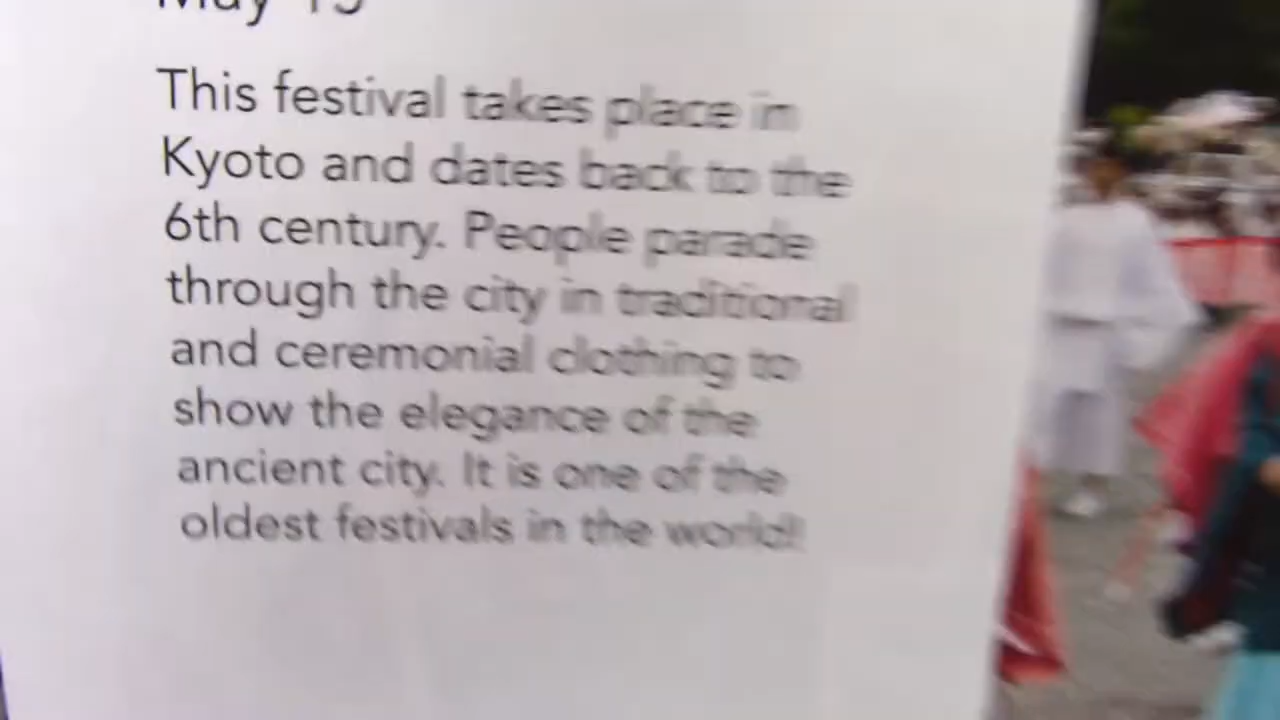 May 15
This festival takes place in
Kyoto and dates back to the
6th century. People parade
through the city in traditional
and ceremonial clothing to
show the elegance of the
ancient city. It is one of the
oldest festivals in the world!